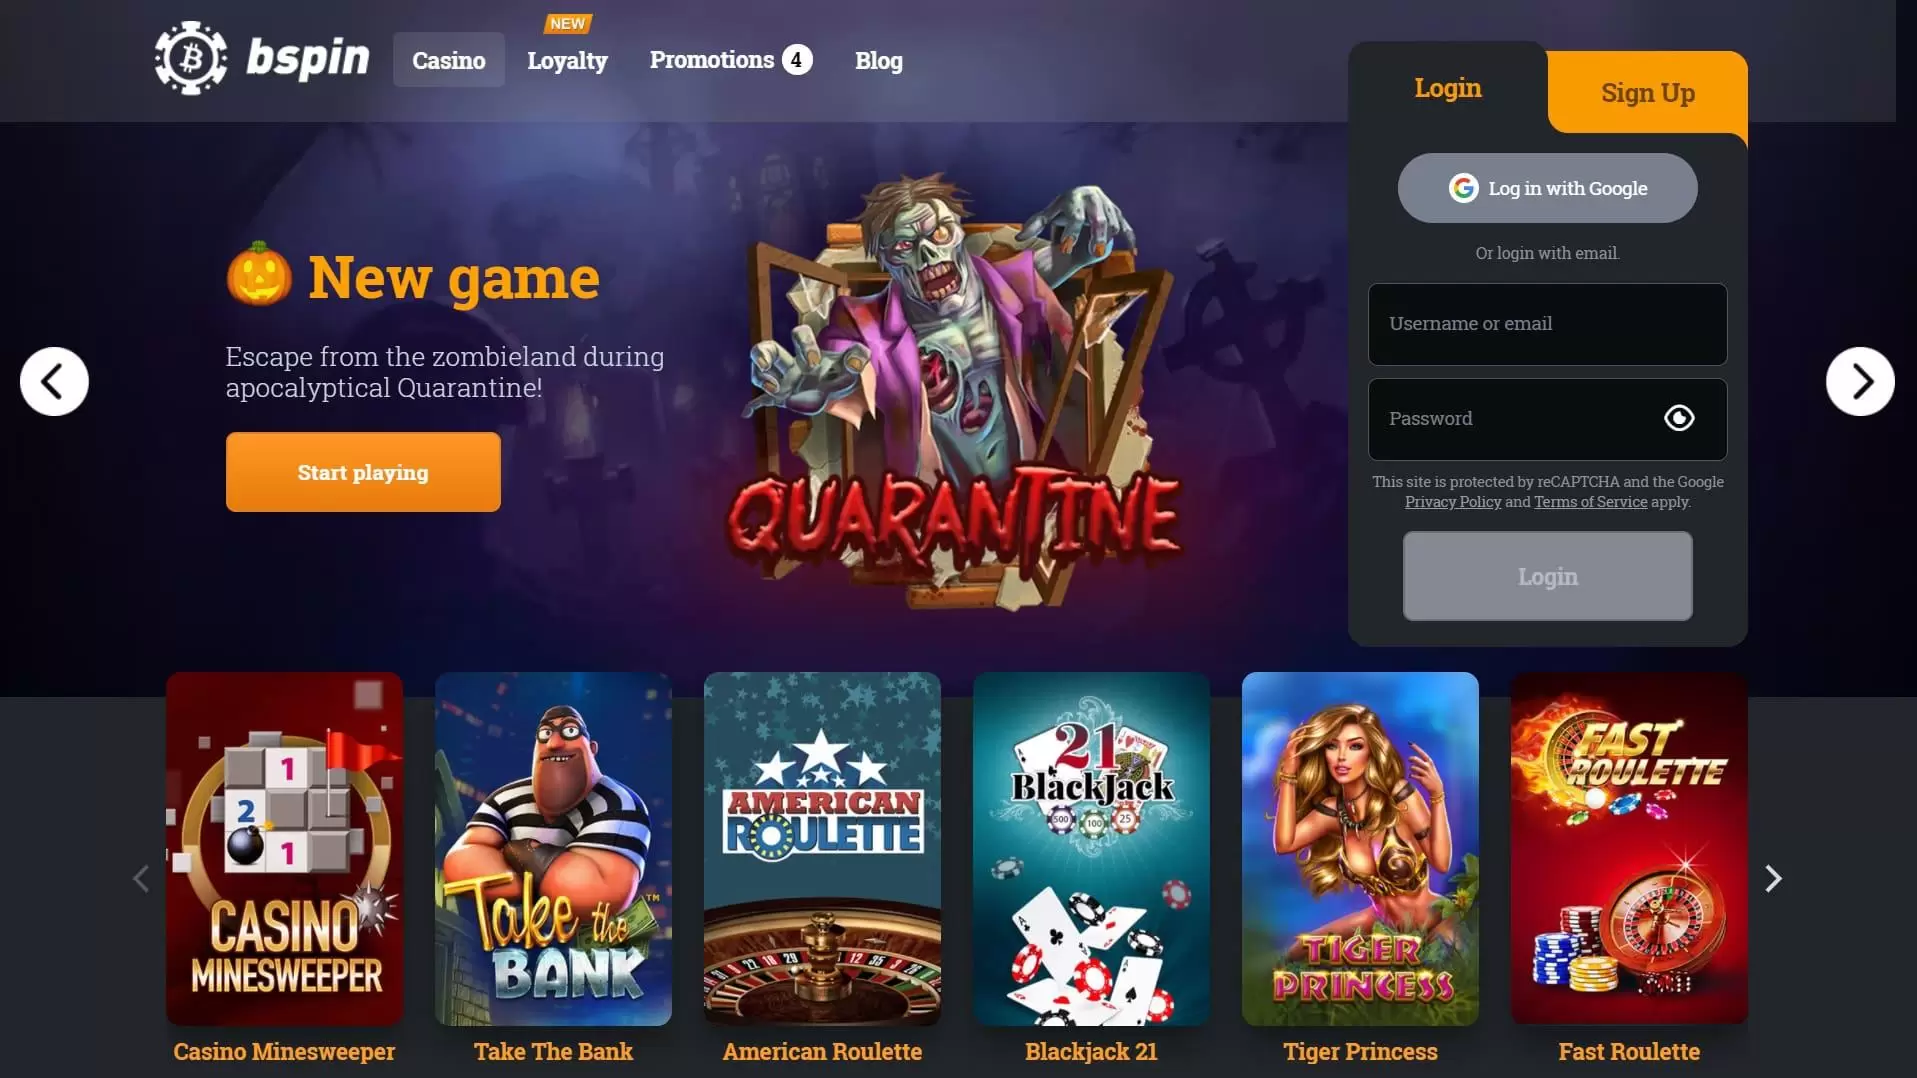 bspin
Casino
NEW
Loyalty
Promotions 4
Blog
Login
Sign Up
Log in with Google
Or login with email.
Username or email
Password
This site is protected by reCAPTCHA and the Google
Privacy Policy and Terms of Service apply.
Login
🎃 New game
Escape from the zombieland during
apocalyptical Quarantine!
Start playing
QUARANTINE
1
2
1
CASINO
MINESWEEPER
Take the
BANK™
AMERICAN
ROULETTE
21
BlackJack
500 100 25
TIGER
PRINCESS
FAST
ROULETTE
Casino Minesweeper
Take The Bank
American Roulette
Blackjack 21
Tiger Princess
Fast Roulette